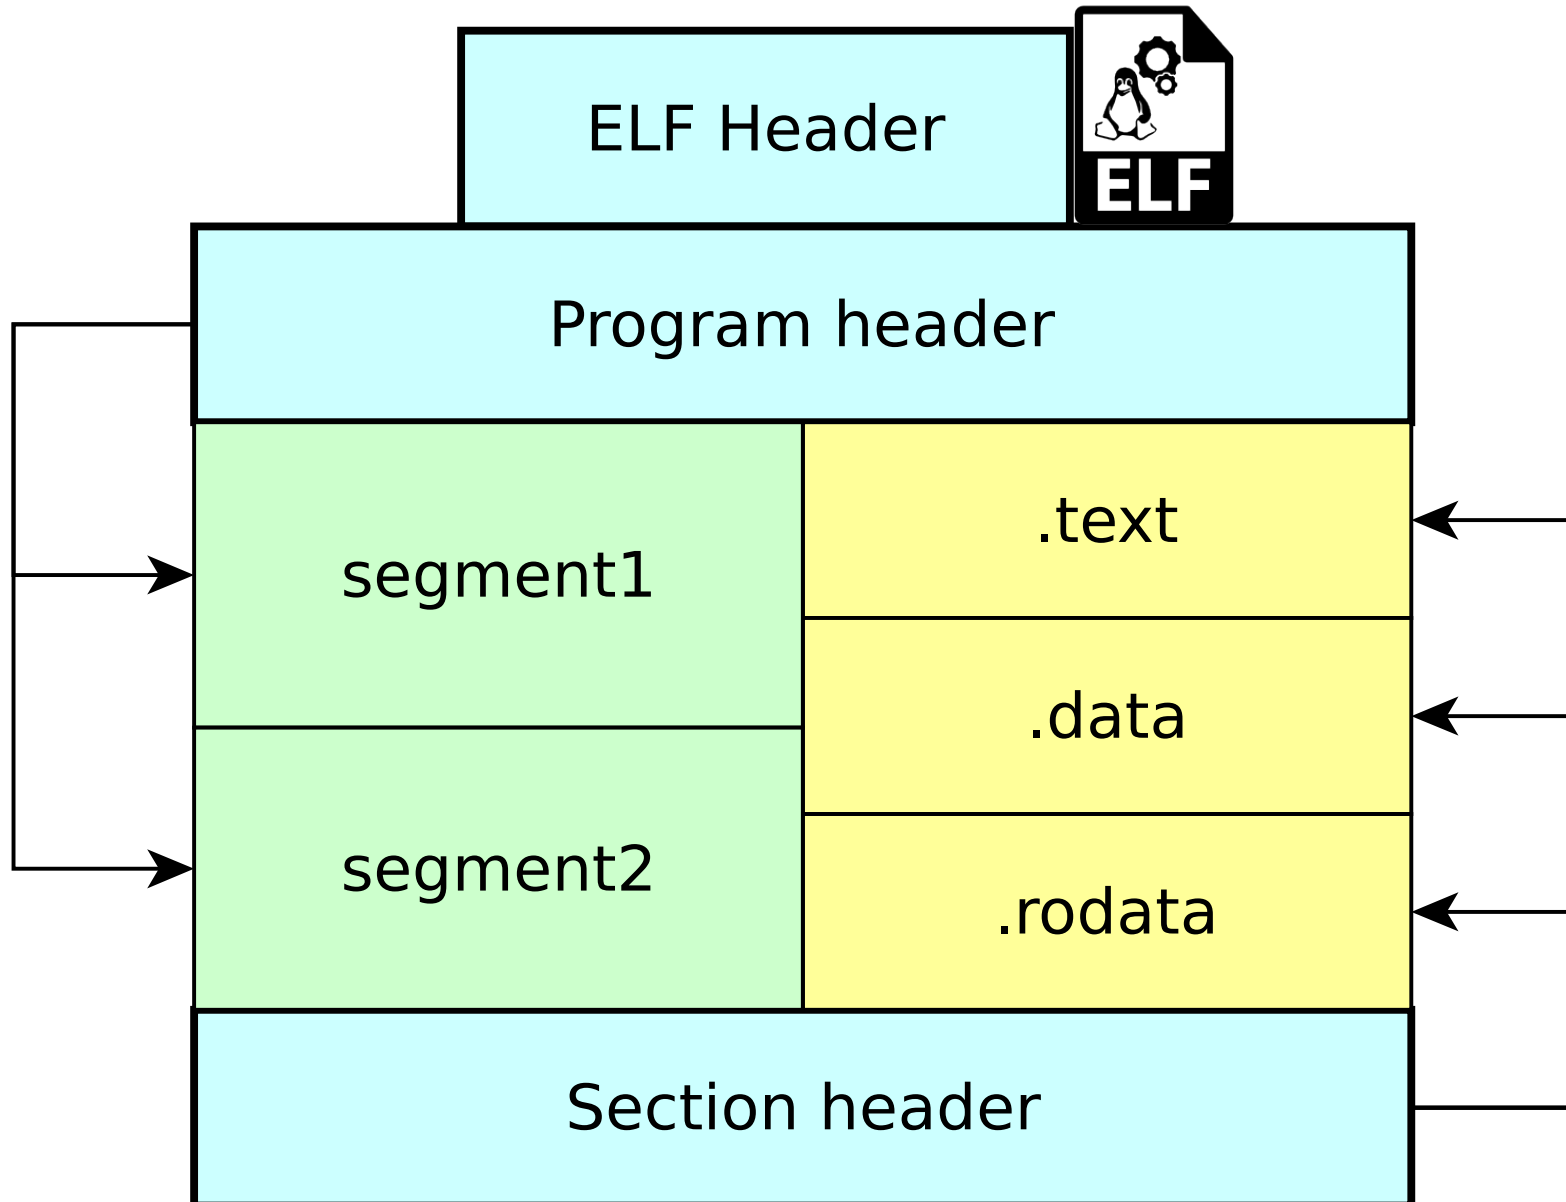 ELF Header
ELF
Program header
segment1
segment2
.text
.data
.rodata
Section header